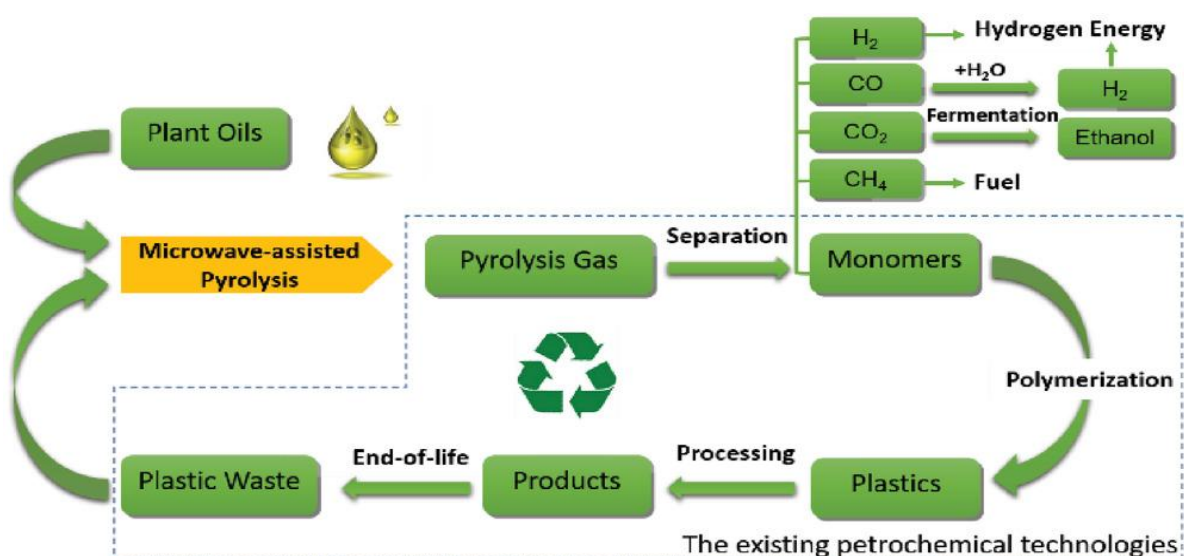 H₂
Hydrogen Energy
CO
+H₂O
H₂
Plant Oils
CO₂
Fermentation
Ethanol
CH₄
Fuel
Microwave-assisted
Pyrolysis
Pyrolysis Gas
Separation
Monomers
Polymerization
Plastic Waste
End-of-life
Products
Processing
Plastics
The existing petrochemical technologies